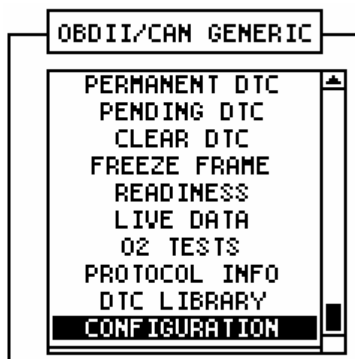 OBDII/CAN GENERIC
PERMANENT DTC
PENDING DTC
CLEAR DTC
FREEZE FRAME
READINESS
LIVE DATA
O2 TESTS
PROTOCOL INFO
DTC LIBRARY
CONFIGURATION